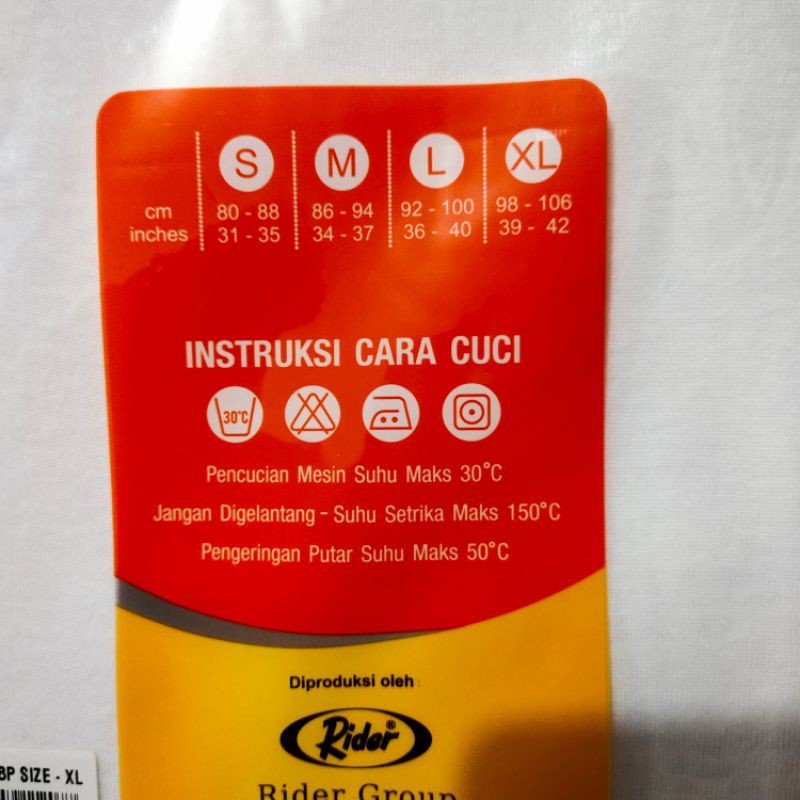 S M L XL
cm 80 - 88 86 - 94 92 - 100 98 - 106
inches 31 - 35 34 - 37 36 - 40 39 - 42
INSTRUKSI CARA CUCI
30°C
Pencucian Mesin Suhu Maks 30°C
Jangan Digelantang - Suhu Setrika Maks 150°C
Pengeringan Putar Suhu Maks 50°C
Diproduksi oleh
Rider®
Rider Group
SIZE - XL